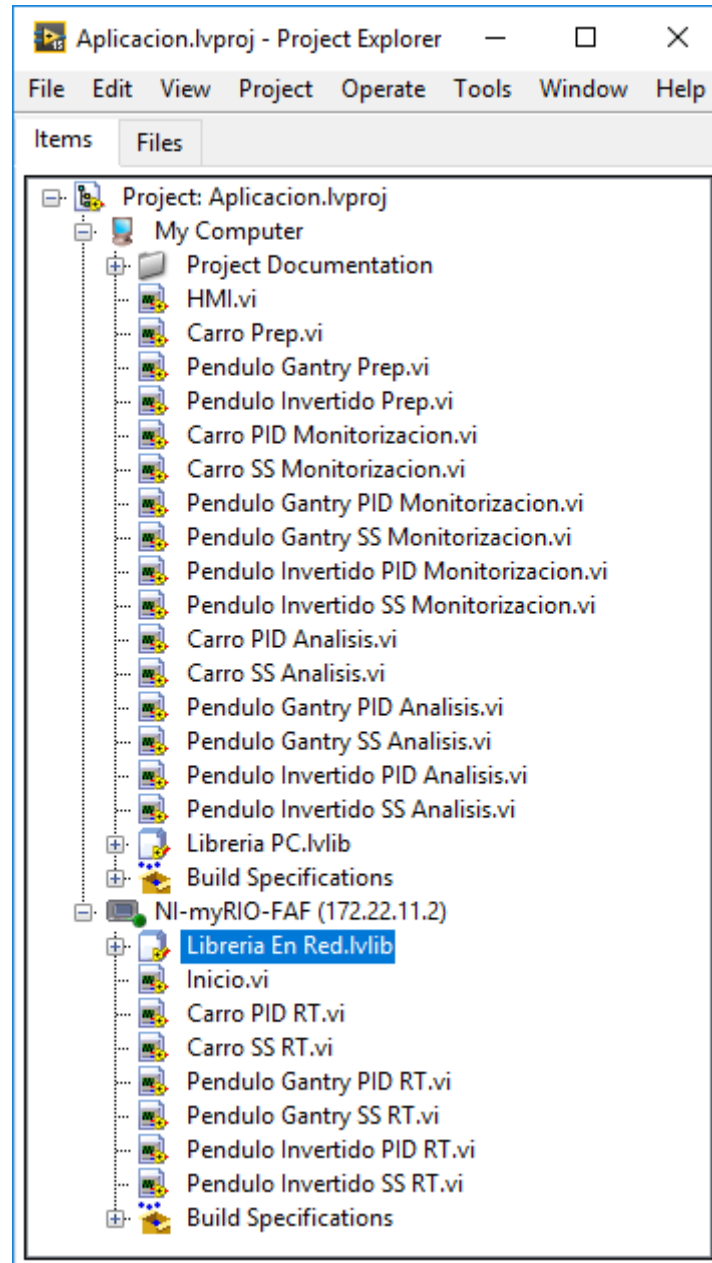 Aplicacion.lvproj - Project Explorer
File Edit View Project Operate Tools Window Help
Items Files
Project: Aplicacion.lvproj
My Computer
Project Documentation
HMI.vi
Carro Prep.vi
Pendulo Gantry Prep.vi
Pendulo Invertido Prep.vi
Carro PID Monitorizacion.vi
Carro SS Monitorizacion.vi
Pendulo Gantry PID Monitorizacion.vi
Pendulo Gantry SS Monitorizacion.vi
Pendulo Invertido PID Monitorizacion.vi
Pendulo Invertido SS Monitorizacion.vi
Carro PID Analisis.vi
Carro SS Analisis.vi
Pendulo Gantry PID Analisis.vi
Pendulo Gantry SS Analisis.vi
Pendulo Invertido PID Analisis.vi
Pendulo Invertido SS Analisis.vi
Libreria PC.lvlib
Build Specifications
NI-myRIO-FAF (172.22.11.2)
Libreria En Red.lvlib
Inicio.vi
Carro PID RT.vi
Carro SS RT.vi
Pendulo Gantry PID RT.vi
Pendulo Gantry SS RT.vi
Pendulo Invertido PID RT.vi
Pendulo Invertido SS RT.vi
Build Specifications